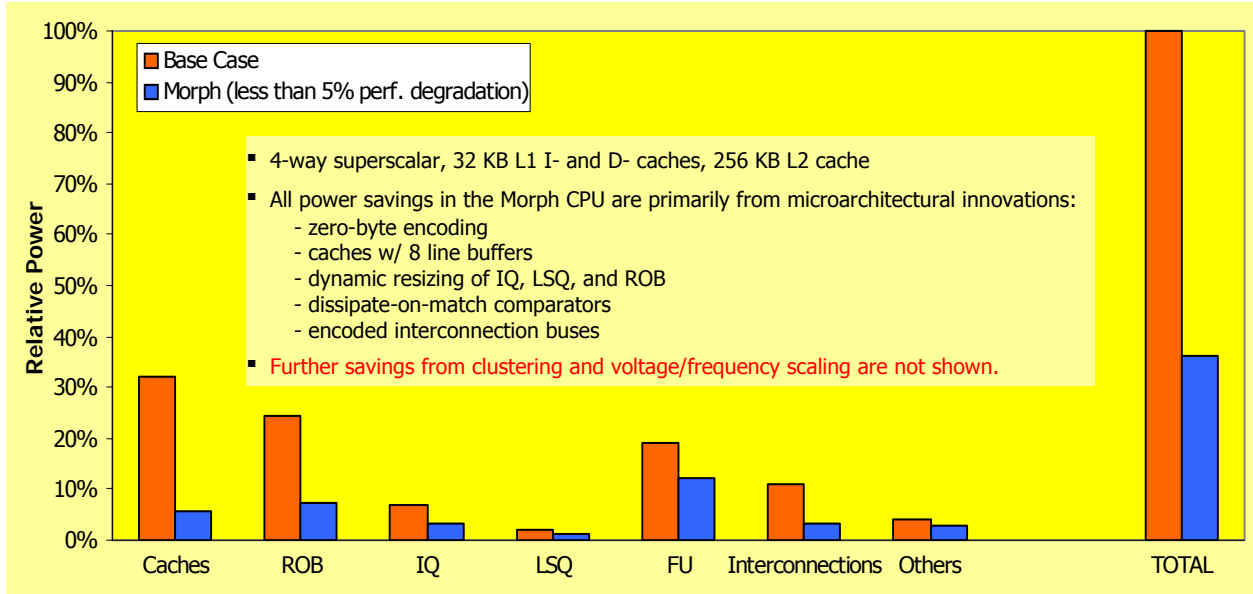 100%
90%
80%
70%
60%
50%
40%
30%
20%
10%
0%
Relative Power
Base Case
Morph (less than 5% perf. degradation)
▪ 4-way superscalar, 32 KB L1 I- and D- caches, 256 KB L2 cache
▪ All power savings in the Morph CPU are primarily from microarchitectural innovations:
- zero-byte encoding
- caches w/ 8 line buffers
- dynamic resizing of IQ, LSQ, and ROB
- dissipate-on-match comparators
- encoded interconnection buses
▪ Further savings from clustering and voltage/frequency scaling are not shown.
Caches ROB IQ LSQ FU Interconnections Others TOTAL